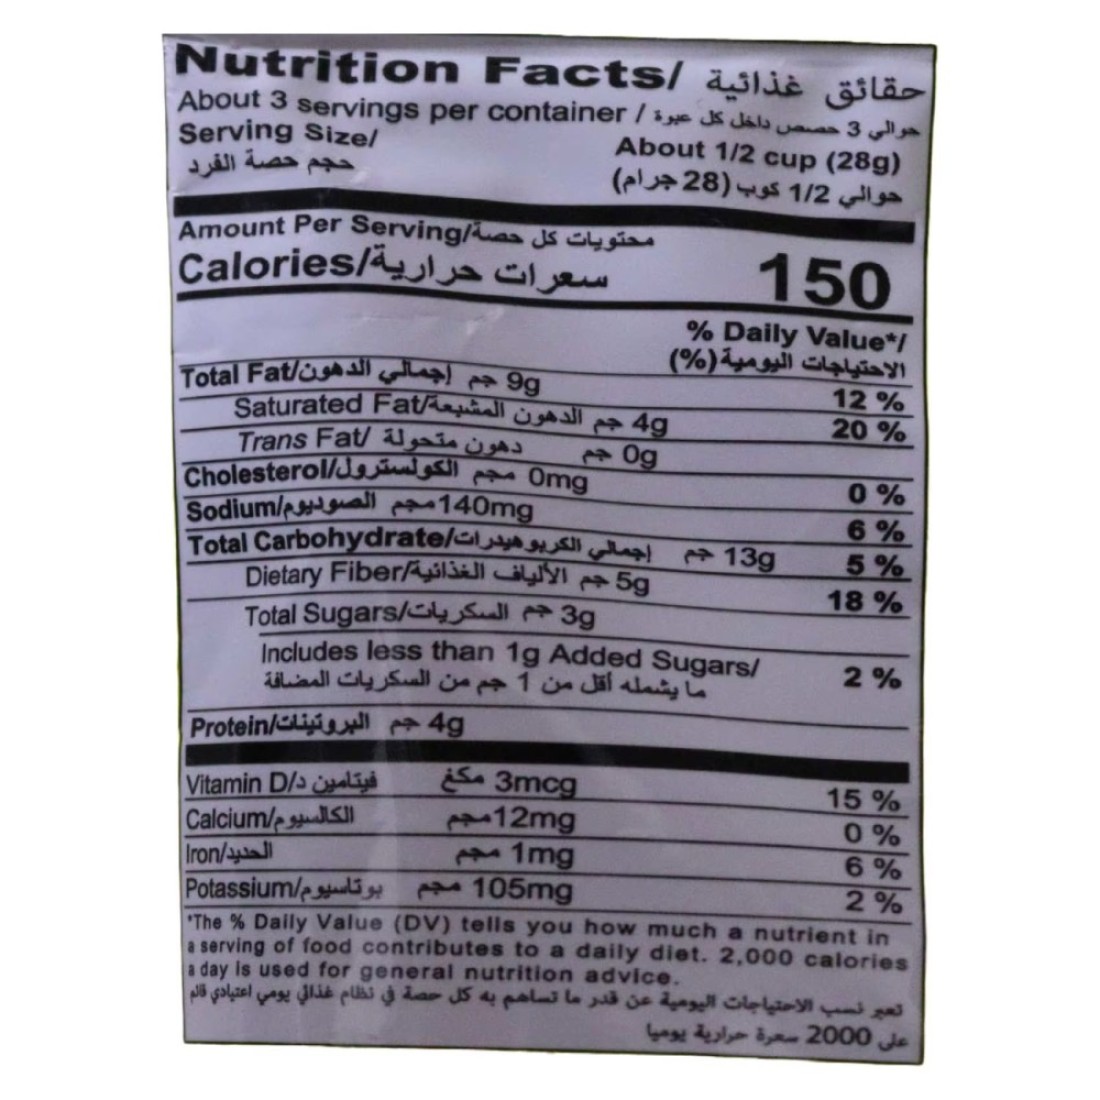 Nutrition Facts/ حقائق غذائية
About 3 servings per container / حوالي 3 حصص داخل كل عبوة
Serving Size/ About 1/2 cup (28g)
حجم حصة الفرد حوالي 1/2 كوب (28 جرام)
Amount Per Serving/محتويات كل حصة
Calories/سعرات حرارية 150
% Daily Value*/
الاحتياجات اليومية (%)
Total Fat/إجمالي الدهون جم 9g 12 %
Saturated Fat/الدهون المشبعة جم 4g 20 %
Trans Fat/ دهون متحولة جم 0g
Cholesterol/الكولسترول مجم 0mg 0 %
Sodium/الصوديوم مجم 140mg 6 %
Total Carbohydrate/إجمالي الكربوهيدرات جم 13g 5 %
Dietary Fiber/الألياف الغذائية جم 5g 18 %
Total Sugars/السكريات جم 3g
Includes less than 1g Added Sugars/ 2 %
ما يشمله أقل من 1 جم من السكريات المضافة
Protein/البروتينات جم 4g
Vitamin D/فيتامين د مكغ 3mcg 15 %
Calcium/الكالسيوم مجم 12mg 0 %
Iron/الحديد مجم 1mg 6 %
Potassium/بوتاسيوم مجم 105mg 2 %
*The % Daily Value (DV) tells you how much a nutrient in
a serving of food contributes to a daily diet. 2,000 calories
a day is used for general nutrition advice.
تعبر نسب الاحتياجات اليومية عن قدر ما تساهم به كل حصة في نظام غذائي يومي اعتيادي قائم
على 2000 سعرة حرارية يوميا